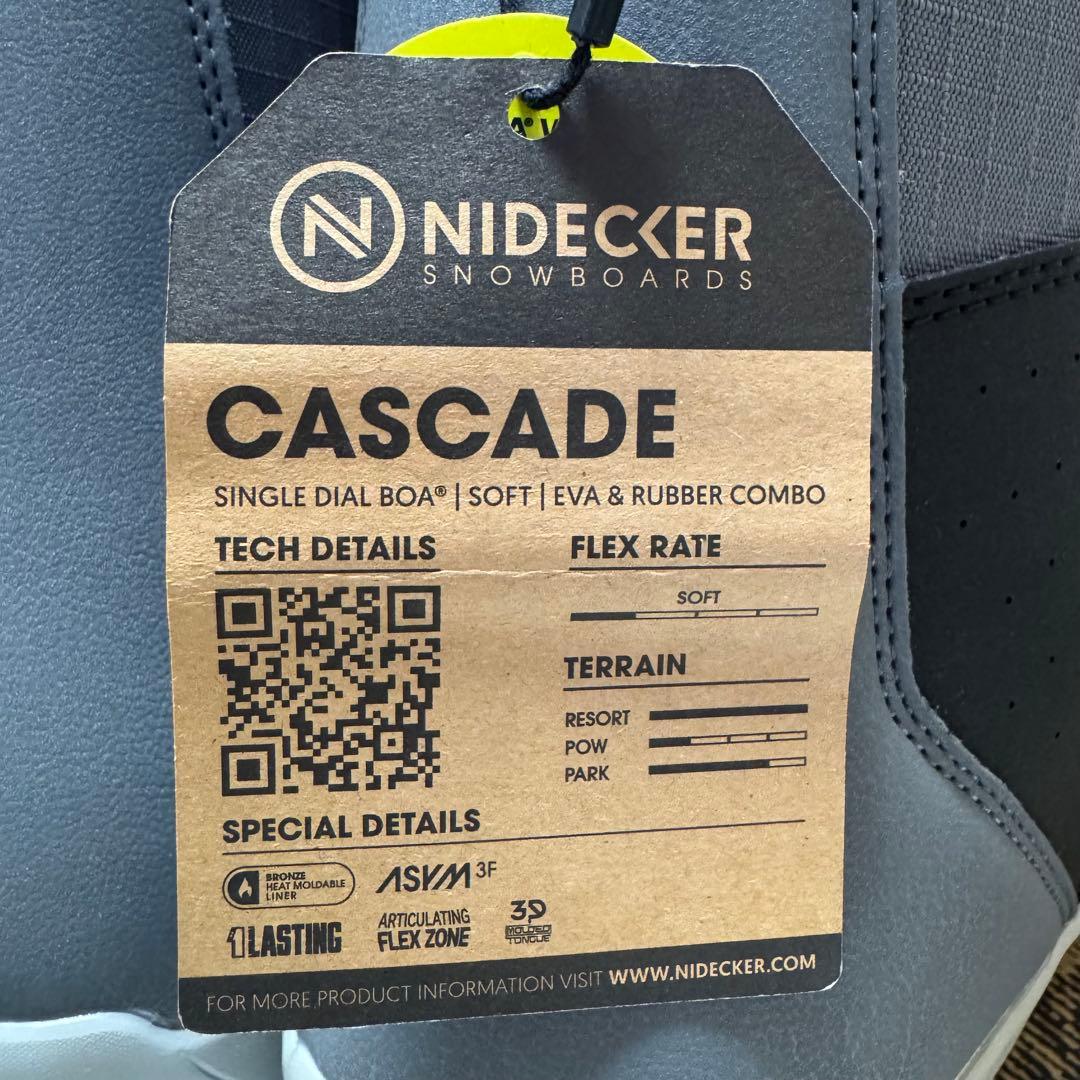 NIDECKER
SNOWBOARDS
CASCADE
SINGLE DIAL BOA® | SOFT | EVA & RUBBER COMBO
TECH DETAILS
FLEX RATE
SOFT
TERRAIN
RESORT
POW
PARK
SPECIAL DETAILS
BRONZE
HEAT MOLDABLE
LINER
ASYM 3F
1LASTING
ARTICULATING
FLEX ZONE
3D
MOLDED
TONGUE
FOR MORE PRODUCT INFORMATION VISIT WWW.NIDECKER.COM